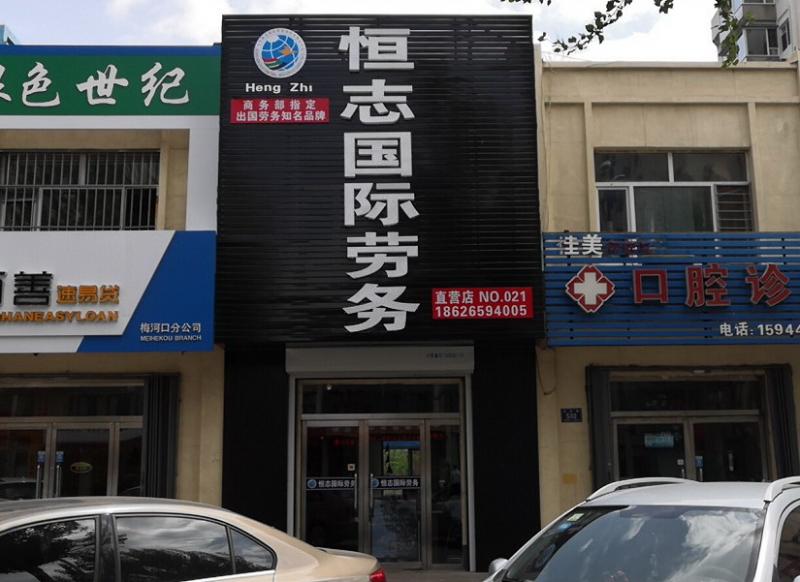 色世纪
善 速易贷
SHANEASYLOAN
梅河口分公司
MEIHEKOU BRANCH
Heng Zhi
商务部指定
出国劳务知名品牌
恒志国际劳务
直营店 NO.021
18626594005
恒志国际劳务
恒志国际劳务
佳美
口腔诊
电话: 15944